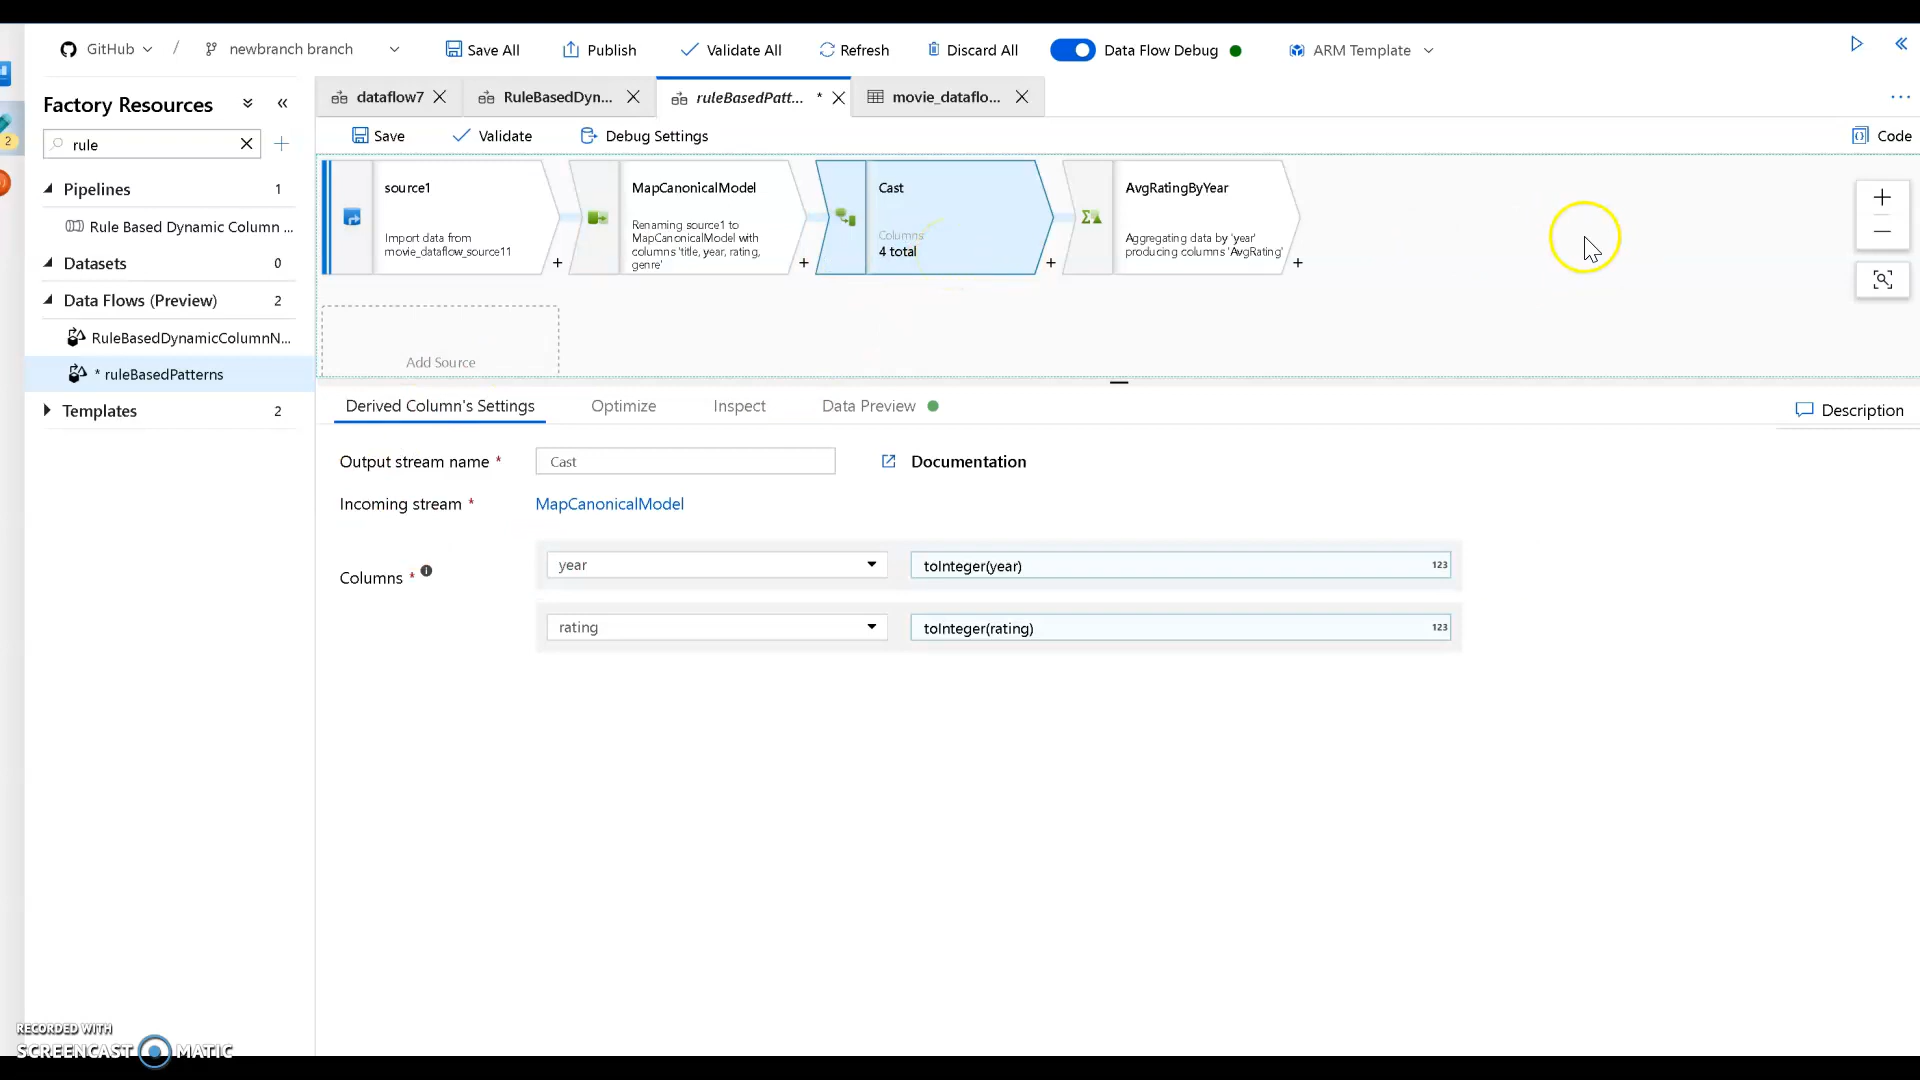 GitHub / newbranch branch Save All Publish Validate All Refresh Discard All Data Flow Debug ARM Template
Factory Resources
rule
Pipelines 1
Rule Based Dynamic Column ...
Datasets 0
Data Flows (Preview) 2
RuleBasedDynamicColumnN...
* ruleBasedPatterns
Templates 2
2
dataflow7 RuleBasedDyn... ruleBasedPatt... * movie_dataflo... ...
Save Validate Debug Settings Code
source1
Import data from
movie_dataflow_source11
+
MapCanonicalModel
Renaming source1 to
MapCanonicalModel with
columns 'title, year, rating,
genre'
+
Cast
Columns
4 total
+
AvgRatingByYear
Aggregating data by 'year'
producing columns 'AvgRating'
+
Add Source
Derived Column's Settings Optimize Inspect Data Preview Description
Output stream name * Cast Documentation
Incoming stream * MapCanonicalModel
Columns *
year toInteger(year) 123
rating toInteger(rating) 123
RECORDED WITH
SCREENCAST MATIC